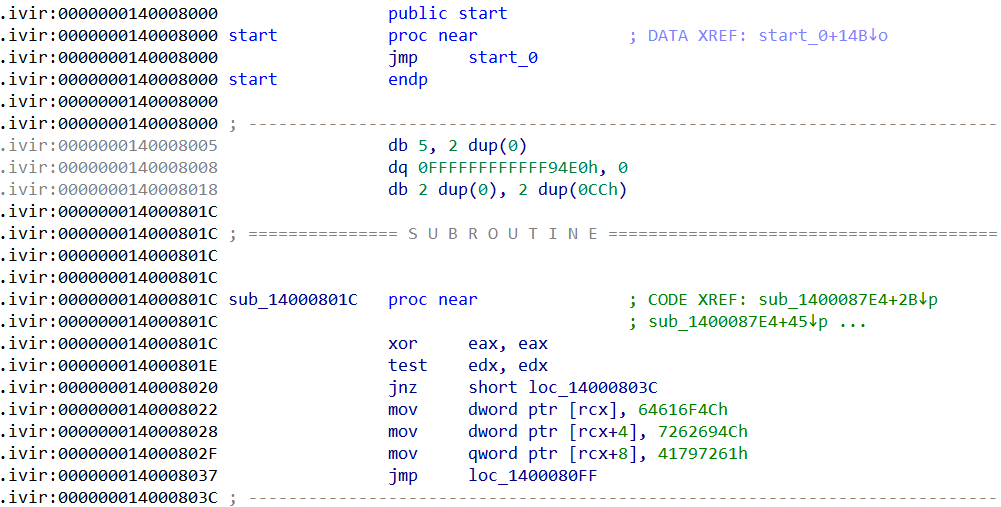 .ivir:0000000140008000                 public start
.ivir:0000000140008000 start           proc near               ; DATA XREF: start_0+14B↓o
.ivir:0000000140008000                 jmp     start_0
.ivir:0000000140008000 start           endp
.ivir:0000000140008000
.ivir:0000000140008000 ; ---------------------------------------------------------------------------
.ivir:0000000140008005                 db 5, 2 dup(0)
.ivir:0000000140008008                 dq 0FFFFFFFFFFFF94E0h, 0
.ivir:0000000140008018                 db 2 dup(0), 2 dup(0CCh)
.ivir:000000014000801C
.ivir:000000014000801C ; =============== S U B R O U T I N E =======================================
.ivir:000000014000801C
.ivir:000000014000801C
.ivir:000000014000801C sub_14000801C   proc near               ; CODE XREF: sub_1400087E4+2B↓p
.ivir:000000014000801C                                         ; sub_1400087E4+45↓p ...
.ivir:000000014000801C                 xor     eax, eax
.ivir:000000014000801E                 test    edx, edx
.ivir:0000000140008020                 jnz     short loc_14000803C
.ivir:0000000140008022                 mov     dword ptr [rcx], 64616F4Ch
.ivir:0000000140008028                 mov     dword ptr [rcx+4], 7262694Ch
.ivir:000000014000802F                 mov     qword ptr [rcx+8], 41797261h
.ivir:0000000140008037                 jmp     loc_1400080FF
.ivir:000000014000803C ; ---------------------------------------------------------------------------